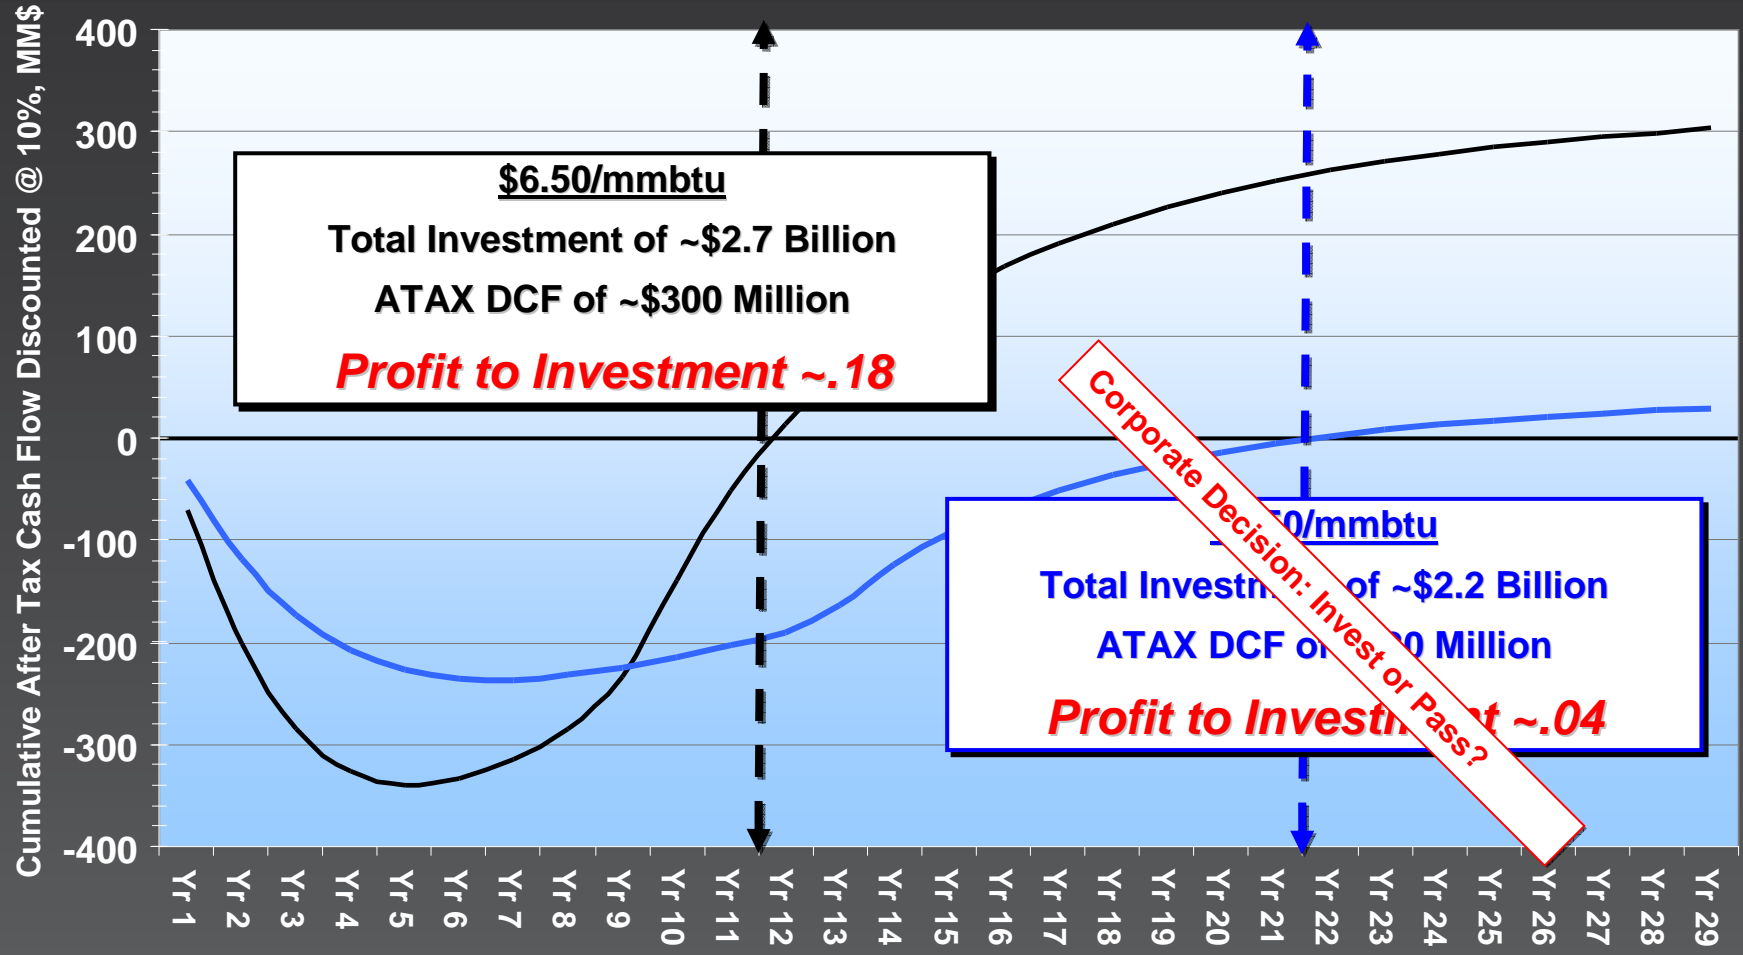 Cumulative After Tax Cash Flow Discounted @ 10%, MM$
400
300
200
100
0
-100
-200
-300
-400
$6.50/mmbtu
Total Investment of ~$2.7 Billion
ATAX DCF of ~$300 Million
Profit to Investment ~.18
50/mmbtu
Total of ~$2.2 Billion
ATAX DCF Million
Profit to ~.04
Corporate Decision: Invest or Pass?
Yr 1
Yr 2
Yr 3
Yr 4
Yr 5
Yr 6
Yr 7
Yr 8
Yr 9
Yr 10
Yr 11
Yr 12
Yr 13
Yr 14
Yr 15
Yr 16
Yr 17
Yr 18
Yr 19
Yr 20
Yr 21
Yr 22
Yr 23
Yr 24
Yr 25
Yr 26
Yr 27
Yr 28
Yr 29